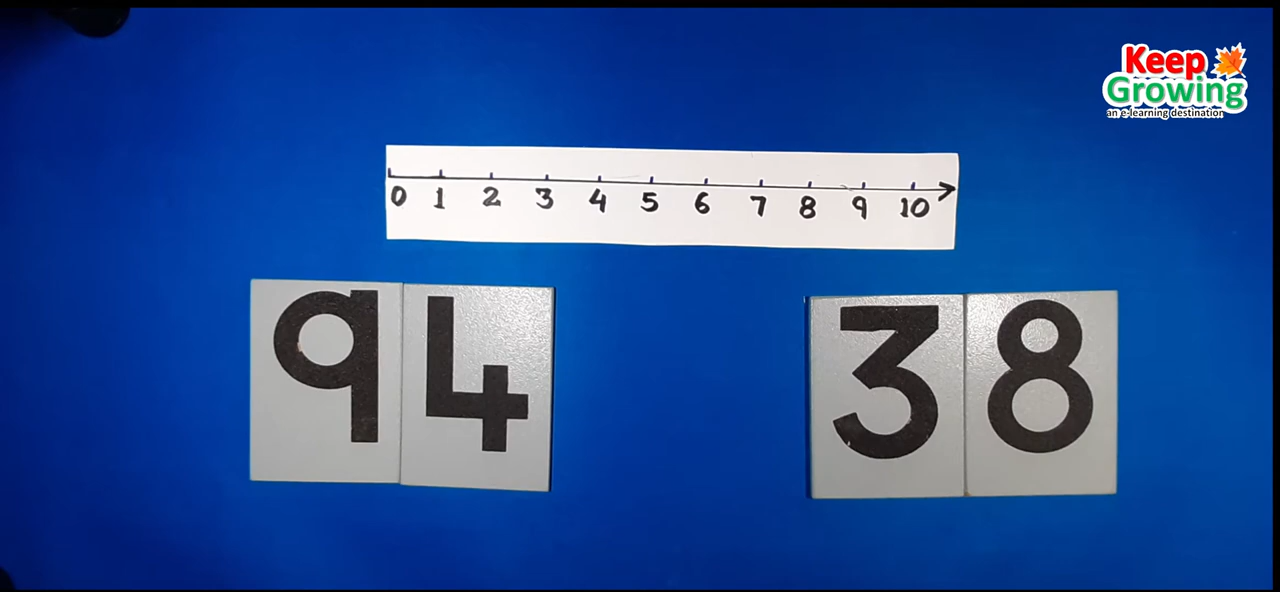 Keep
Growing
an e-learning destination
0 1 2 3 4 5 6 7 8 9 10
94 38